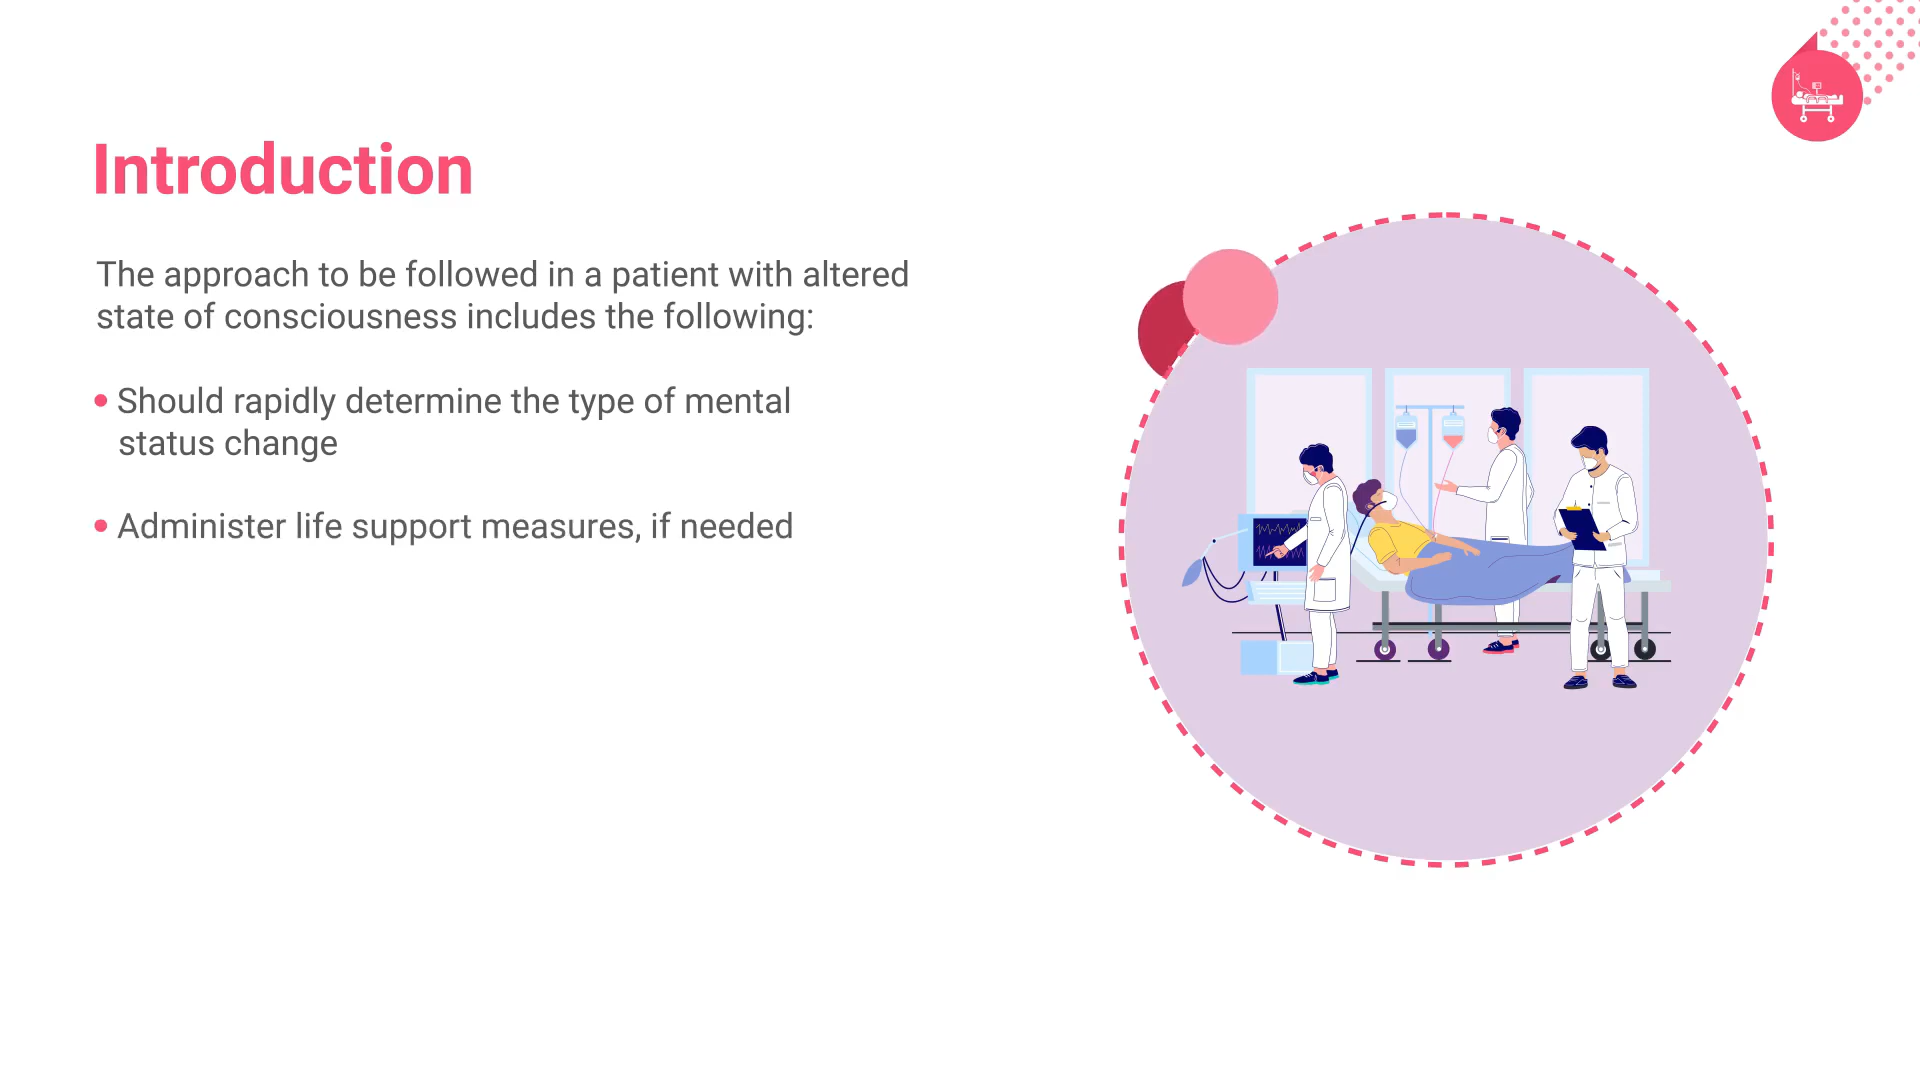 Introduction
The approach to be followed in a patient with altered
state of consciousness includes the following:
• Should rapidly determine the type of mental
status change
• Administer life support measures, if needed